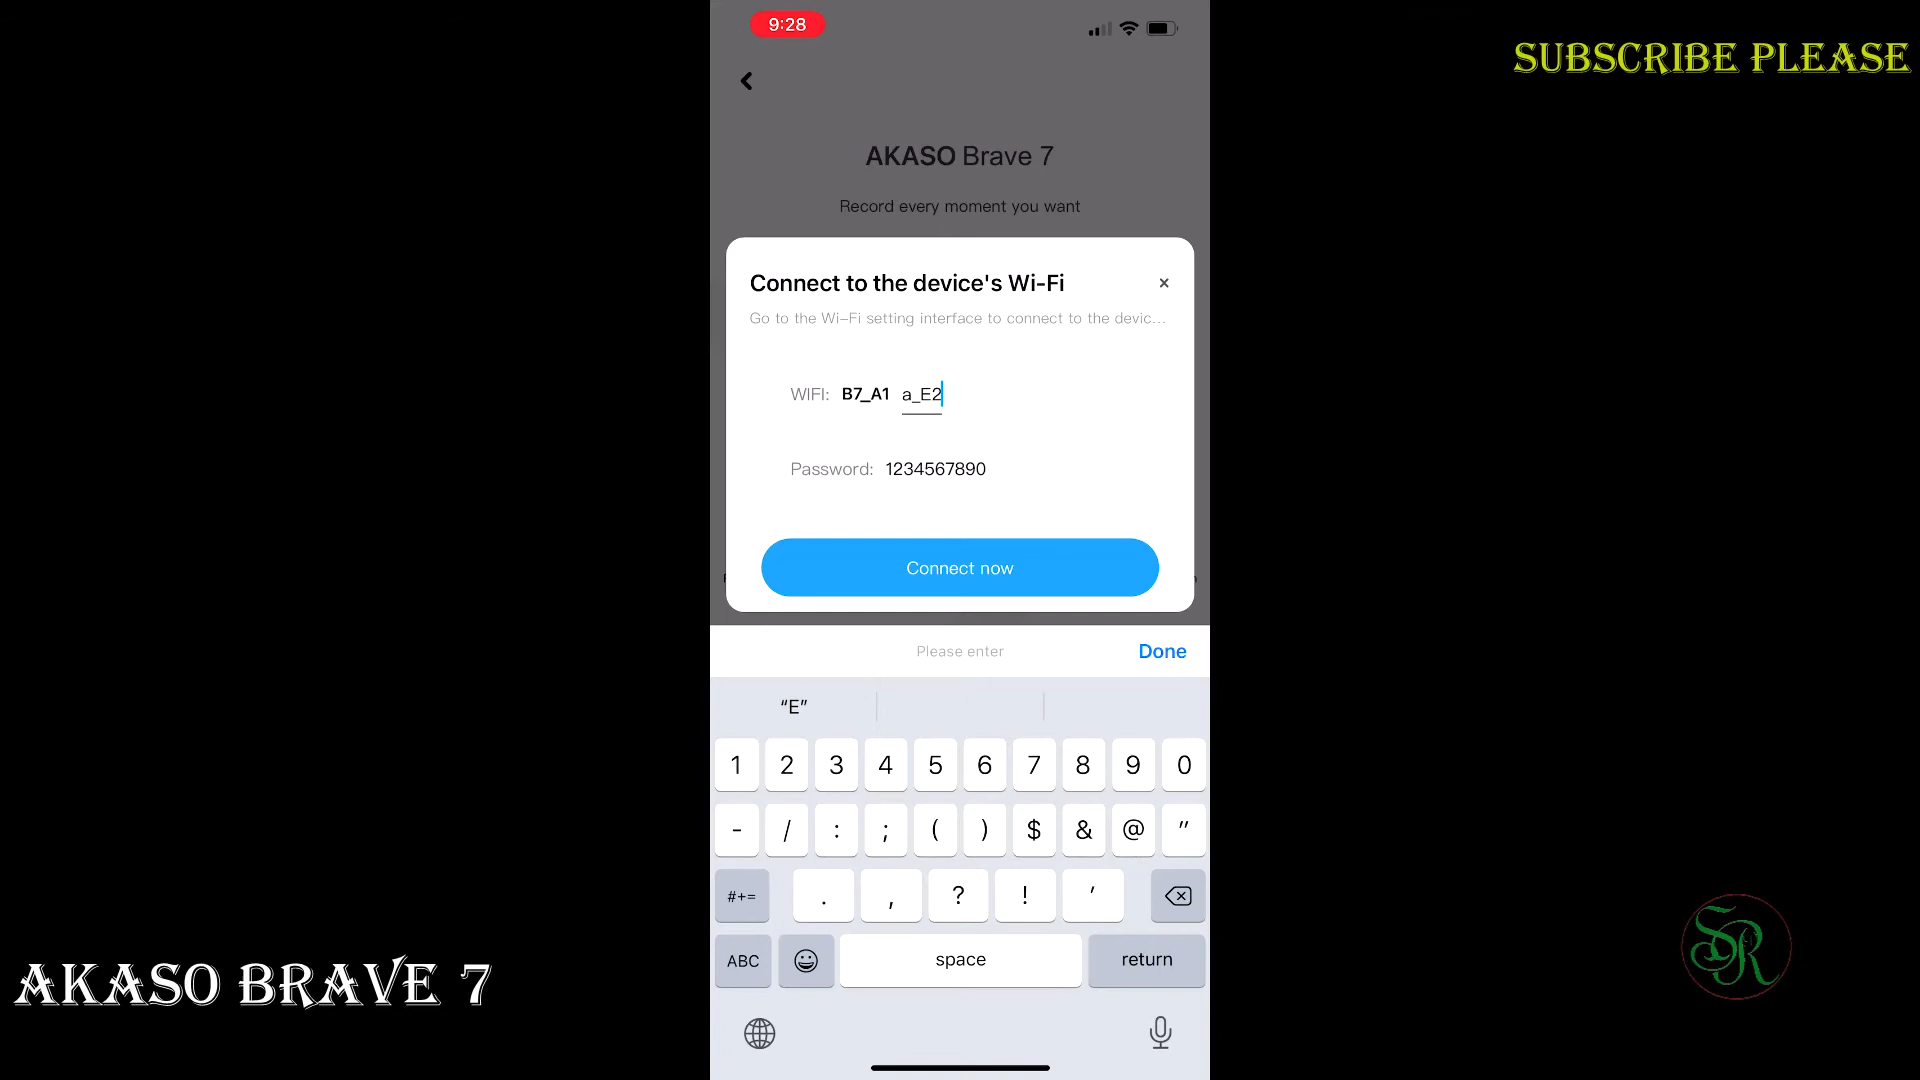 9:28
SUBSCRIBE PLEASE
AKASO Brave 7
Record every moment you want
Connect to the device's Wi-Fi
×
Go to the Wi-Fi setting interface to connect to the devic...
WIFI: B7_A1 a_E2
Password: 1234567890
Connect now
Please enter
Done
“E”
1 2 3 4 5 6 7 8 9 0
- / : ; ( ) $ & @ "
#+= . , ? ! '
ABC space return
AKASO BRAVE 7
SR